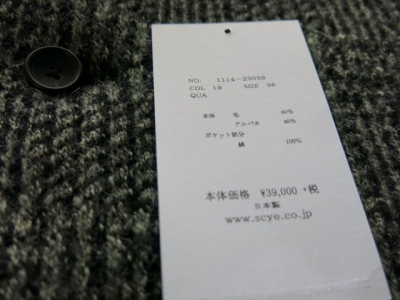 NO. 1114-23058
COL 19 SIZE 36
QUA
本体 毛 60%
アルパカ 40%
ポケット部分
綿 100%
本体価格 ¥39,000 +税
日本製
www.scye.co.jp